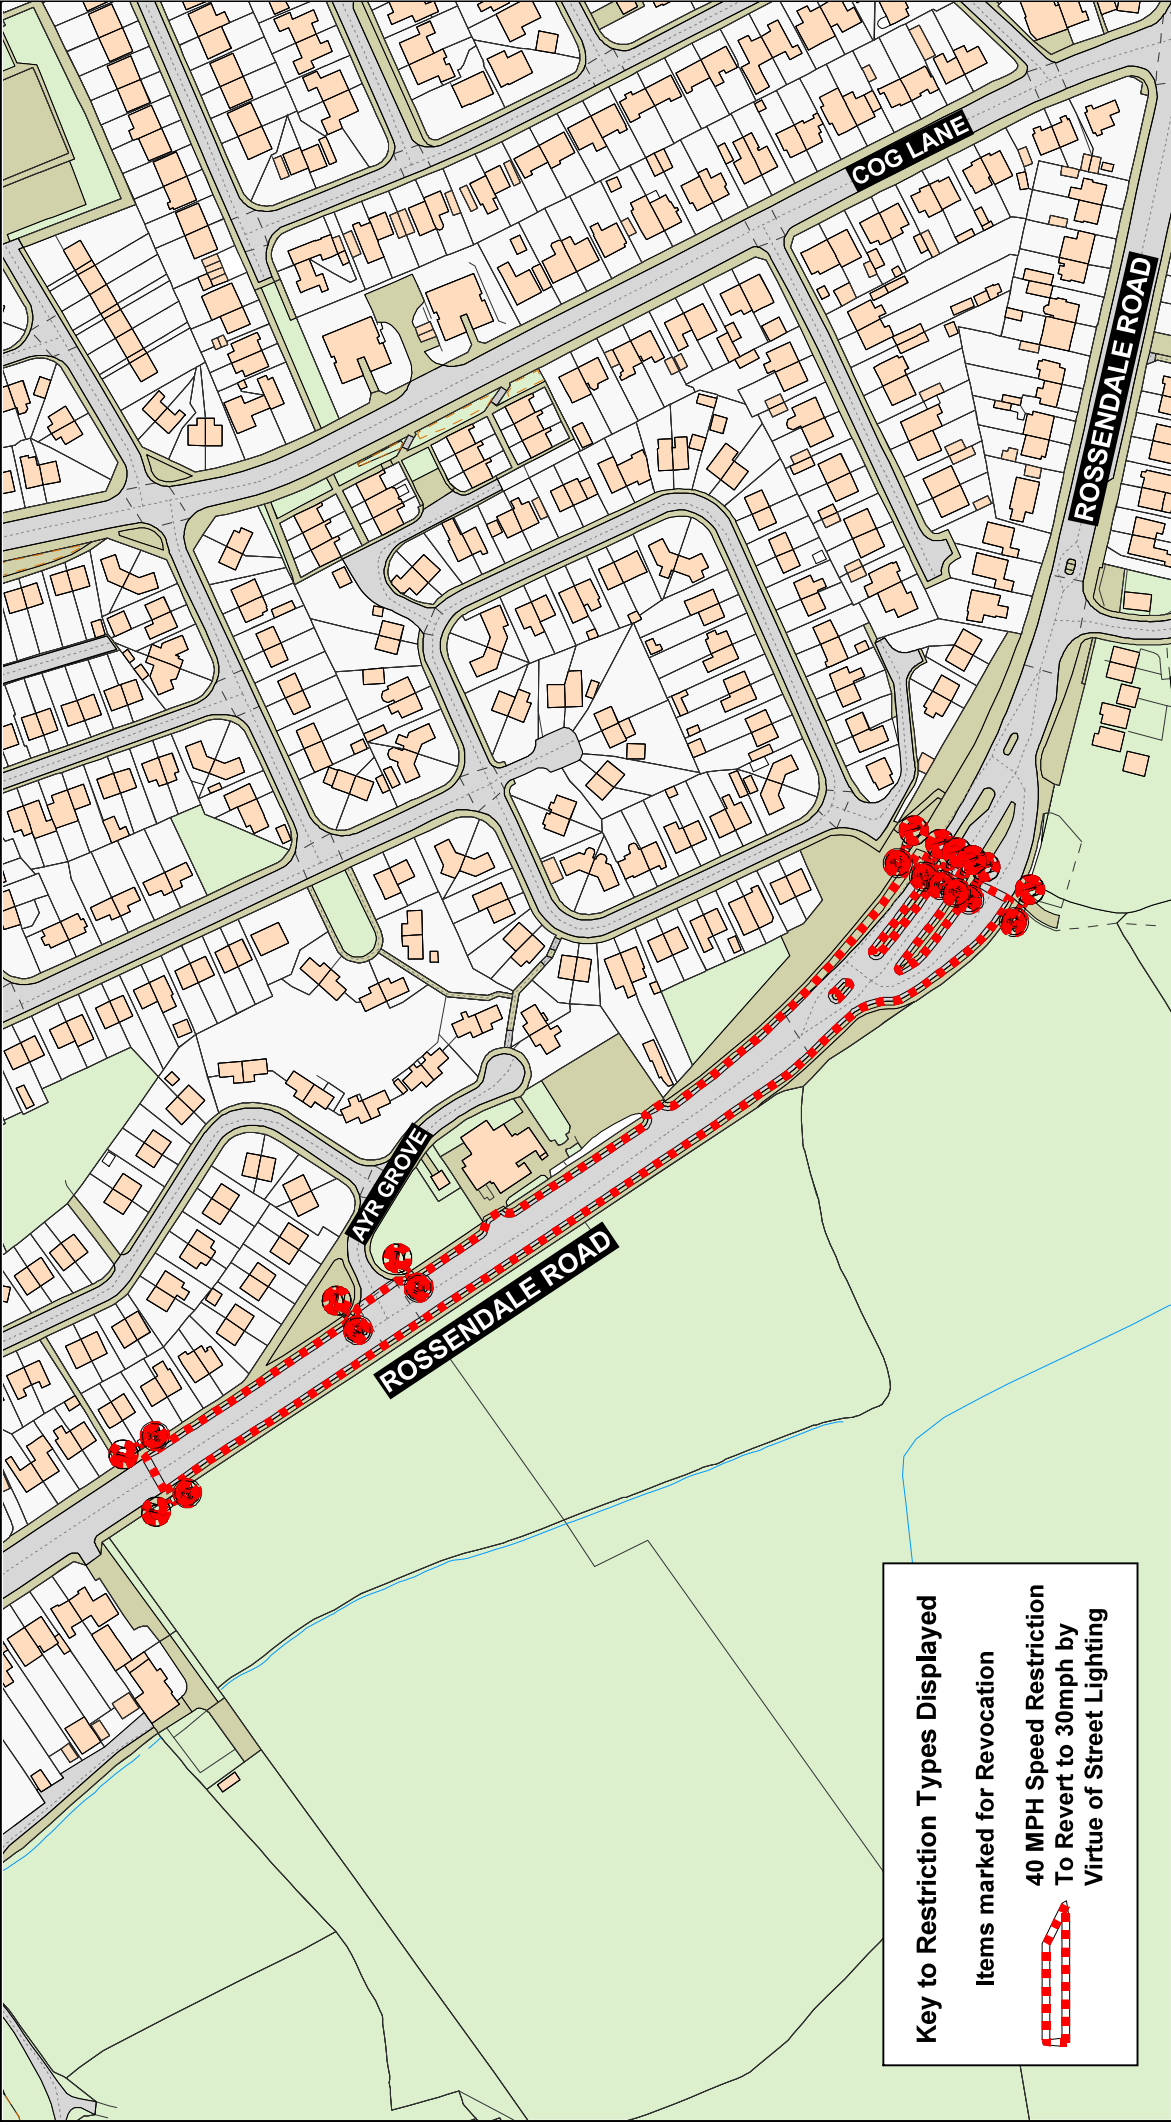 COG LANE
ROSSENDALE ROAD
AYR GROVE
ROSSENDALE ROAD
Key to Restriction Types Displayed
Items marked for Revocation
40 MPH Speed Restriction
To Revert to 30mph by
Virtue of Street Lighting